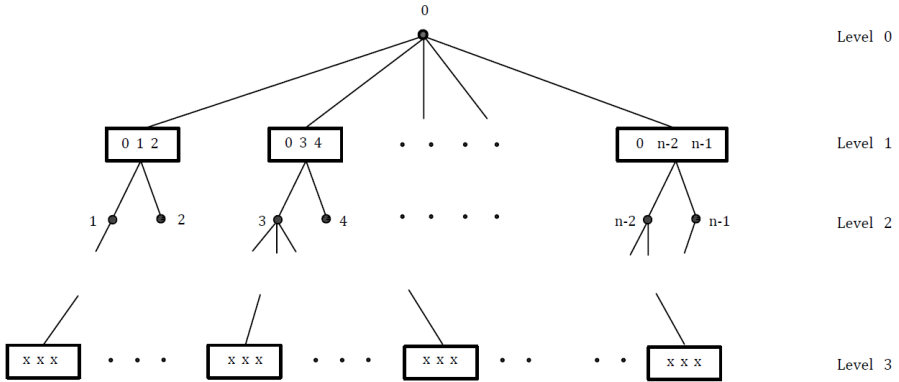 0
Level 0
0 1 2 0 3 4 . . . . 0 n-2 n-1 Level 1
1 2 3 4 . . . . n-2 n-1 Level 2
x x x . . . x x x . . . x x x . . . . x x x Level 3